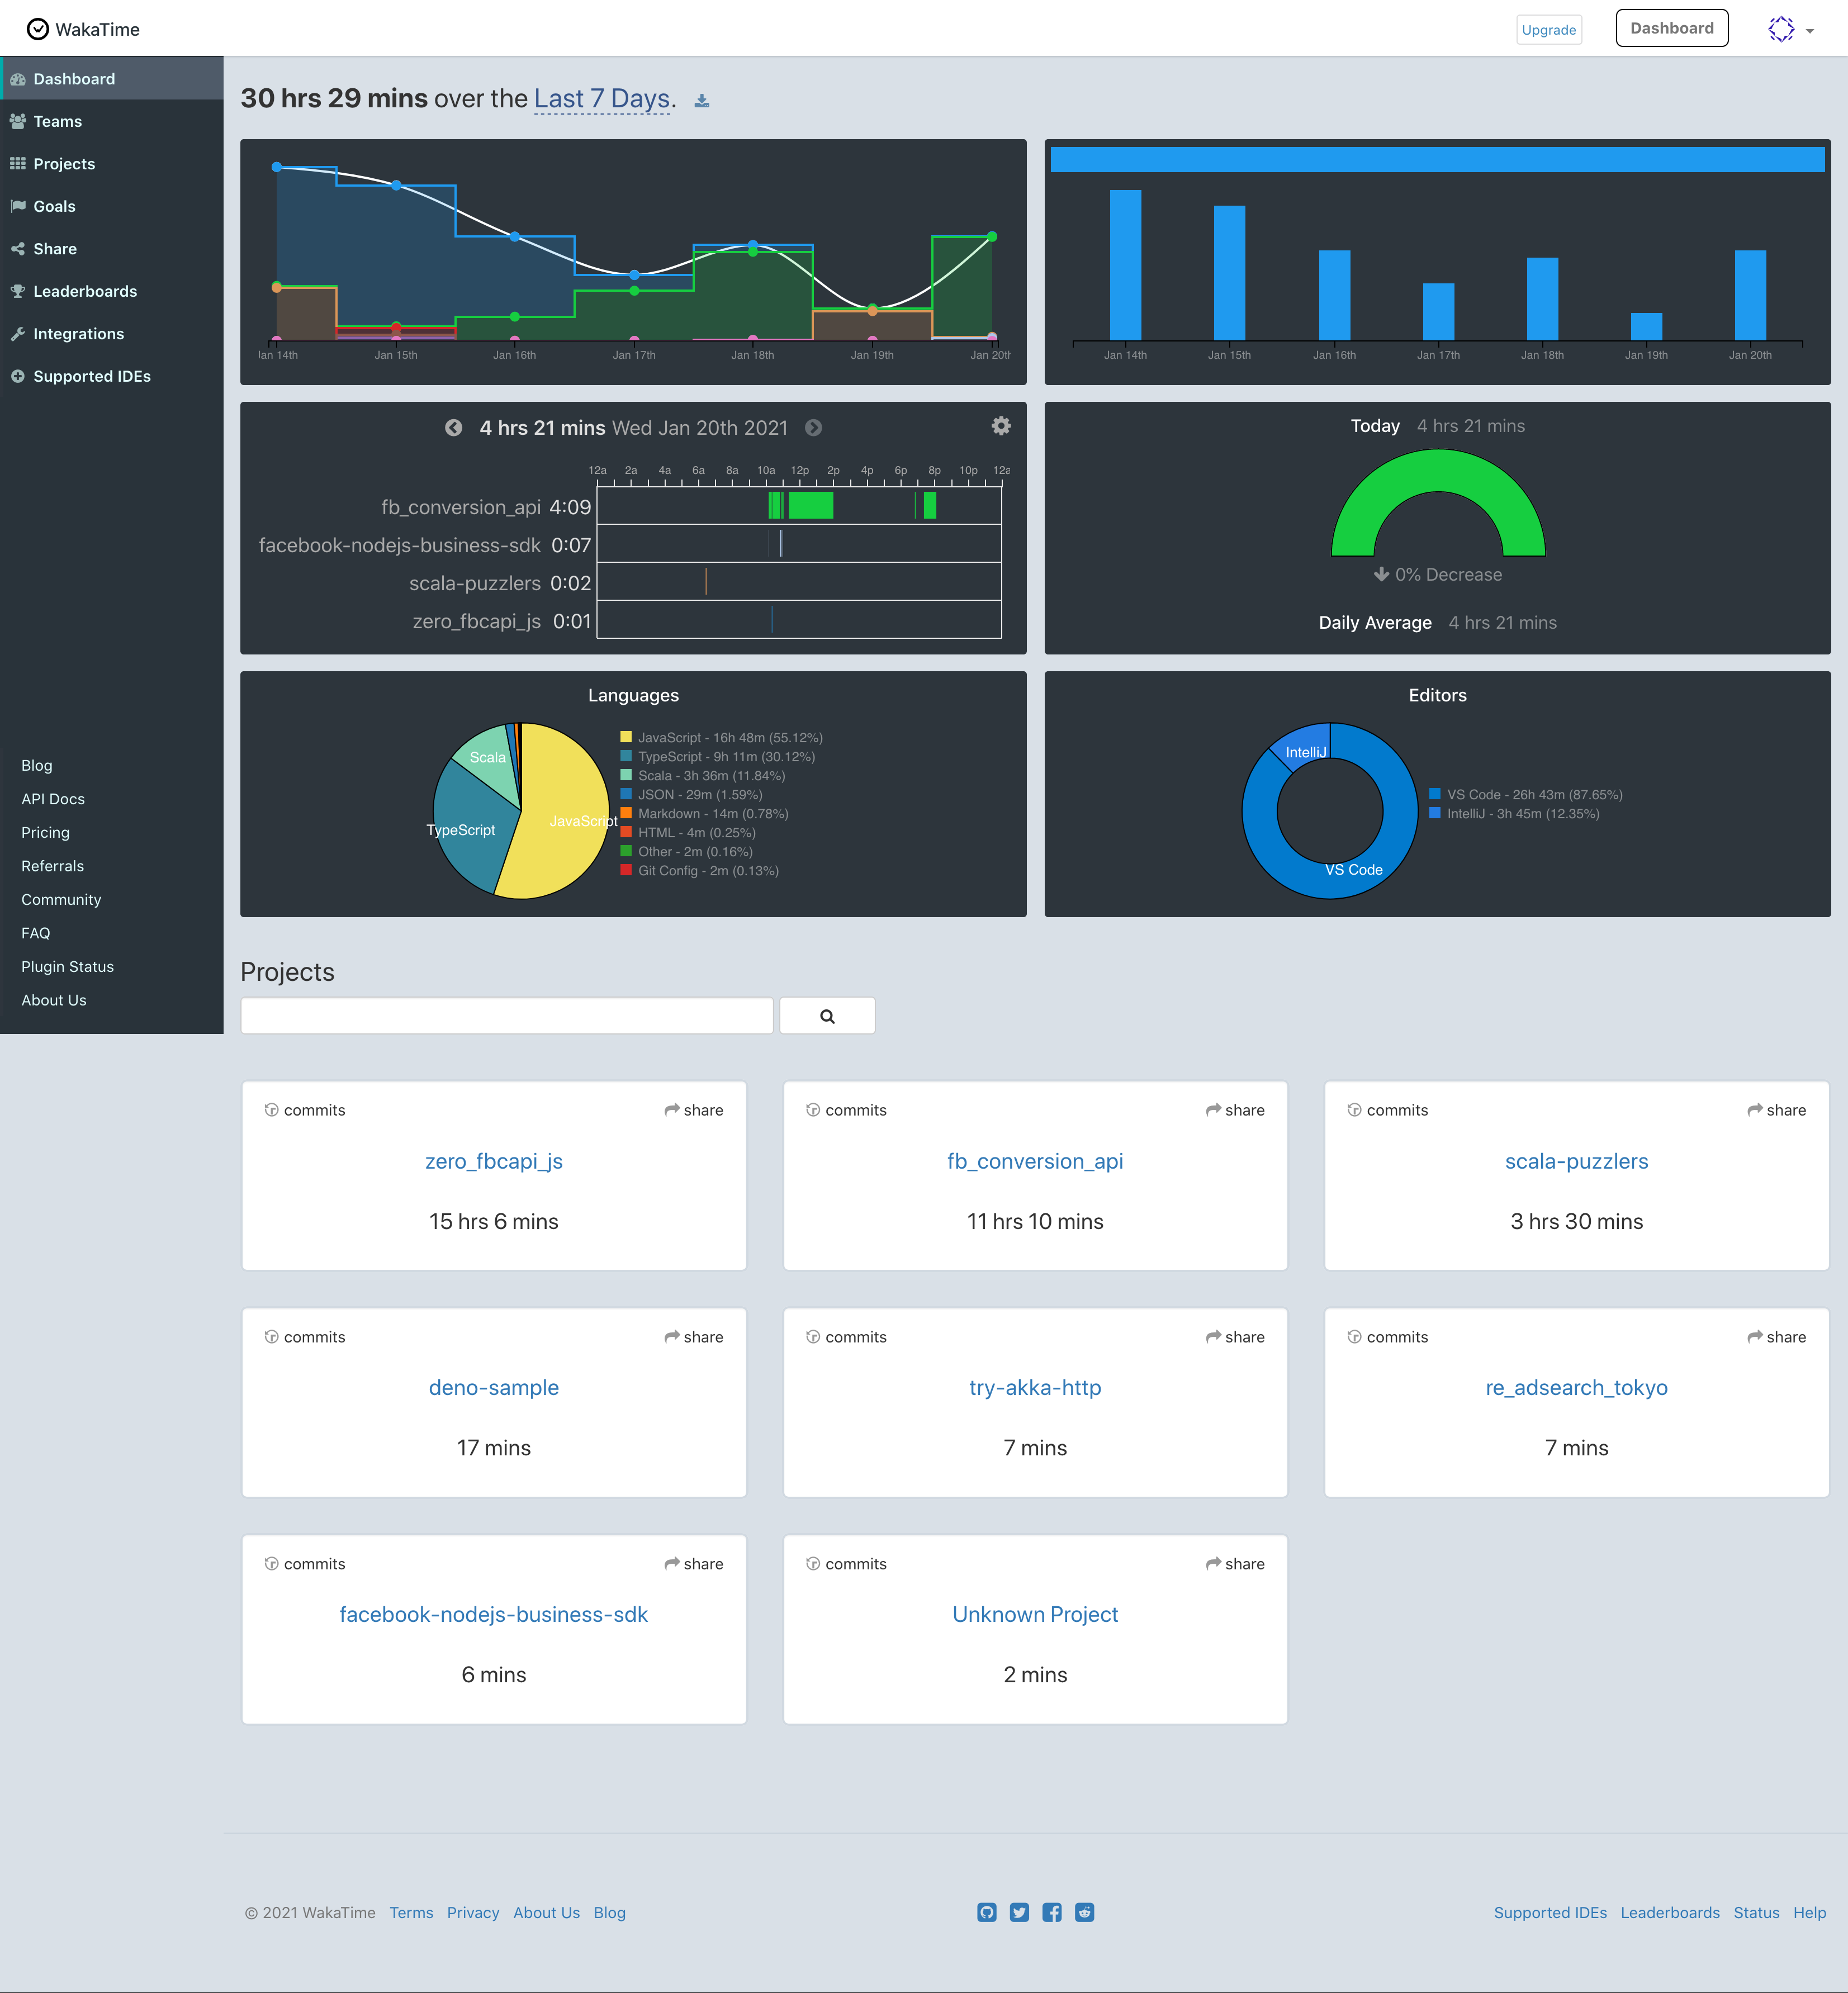 WakaTime
Upgrade
Dashboard
Dashboard
Teams
Projects
Goals
Share
Leaderboards
Integrations
Supported IDEs
Blog
API Docs
Pricing
Referrals
Community
FAQ
Plugin Status
About Us
30 hrs 29 mins over the Last 7 Days.
Jan 14th Jan 15th Jan 16th Jan 17th Jan 18th Jan 19th Jan 20th
Jan 14th Jan 15th Jan 16th Jan 17th Jan 18th Jan 19th Jan 20th
4 hrs 21 mins Wed Jan 20th 2021
12a 2a 4a 6a 8a 10a 12p 2p 4p 6p 8p 10p 12a
fb_conversion_api 4:09
facebook-nodejs-business-sdk 0:07
scala-puzzlers 0:02
zero_fbcapi_js 0:01
Today 4 hrs 21 mins
0% Decrease
Daily Average 4 hrs 21 mins
Languages
Scala
TypeScript
JavaScript
JavaScript - 16h 48m (55.12%)
TypeScript - 9h 11m (30.12%)
Scala - 3h 36m (11.84%)
JSON - 29m (1.59%)
Markdown - 14m (0.78%)
HTML - 4m (0.25%)
Other - 2m (0.16%)
Git Config - 2m (0.13%)
Editors
IntelliJ
VS Code
VS Code - 26h 43m (87.65%)
IntelliJ - 3h 45m (12.35%)
Projects
commits share
zero_fbcapi_js
15 hrs 6 mins
commits share
fb_conversion_api
11 hrs 10 mins
commits share
scala-puzzlers
3 hrs 30 mins
commits share
deno-sample
17 mins
commits share
try-akka-http
7 mins
commits share
re_adsearch_tokyo
7 mins
commits share
facebook-nodejs-business-sdk
6 mins
commits share
Unknown Project
2 mins
© 2021 WakaTime Terms Privacy About Us Blog
Supported IDEs Leaderboards Status Help